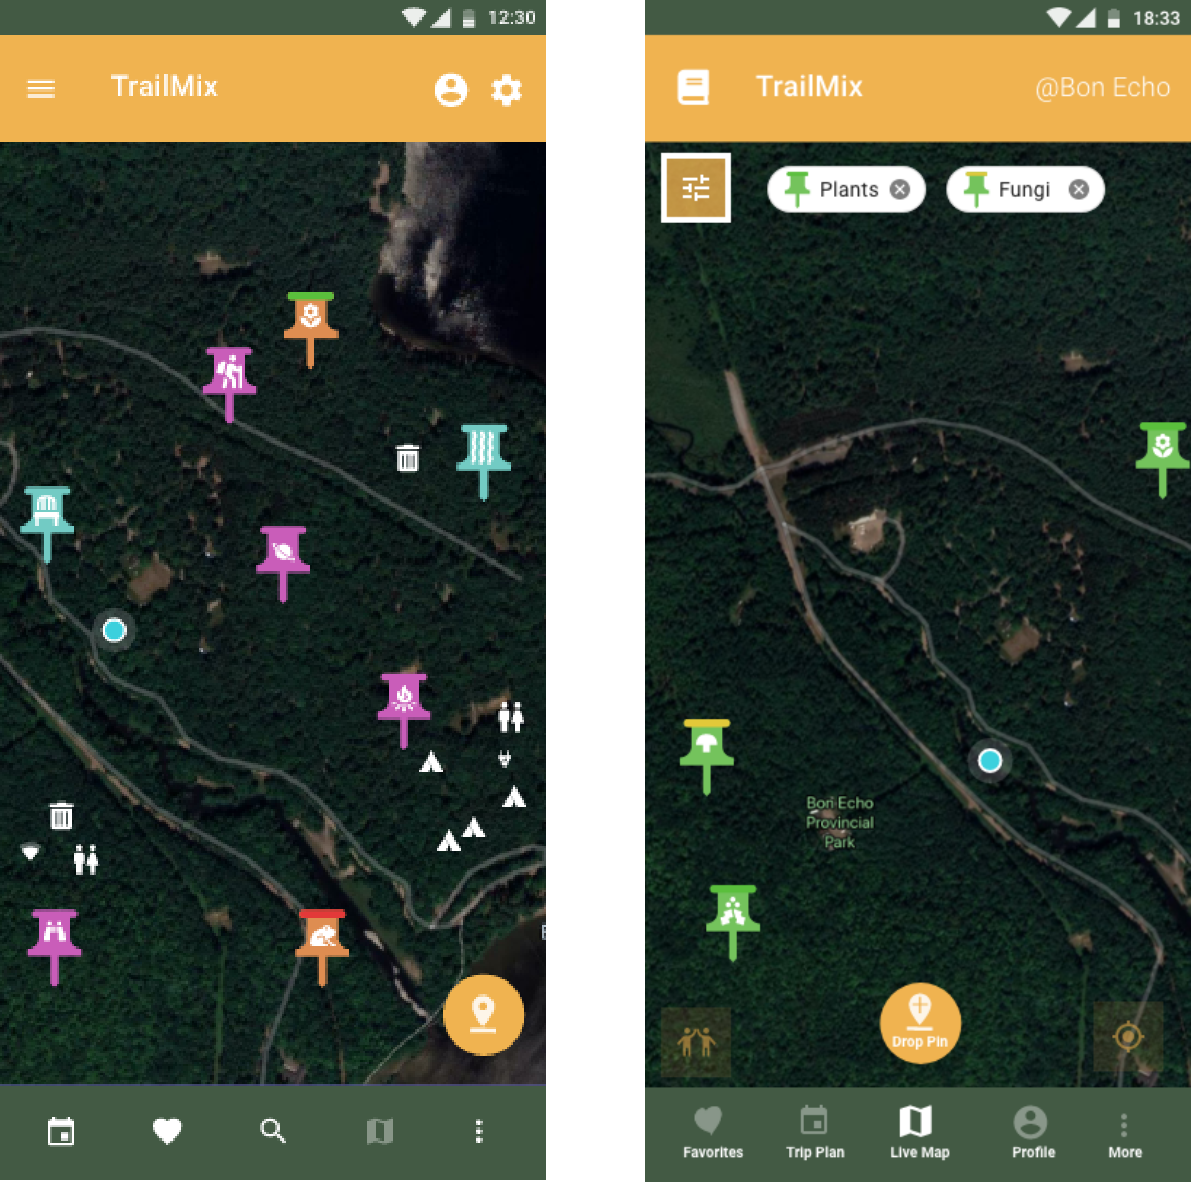 12:30
TrailMix
18:33
TrailMix
@Bon Echo
Plants
Fungi
Bon Echo
Provincial
Park
Drop Pin
Favorites
Trip Plan
Live Map
Profile
More